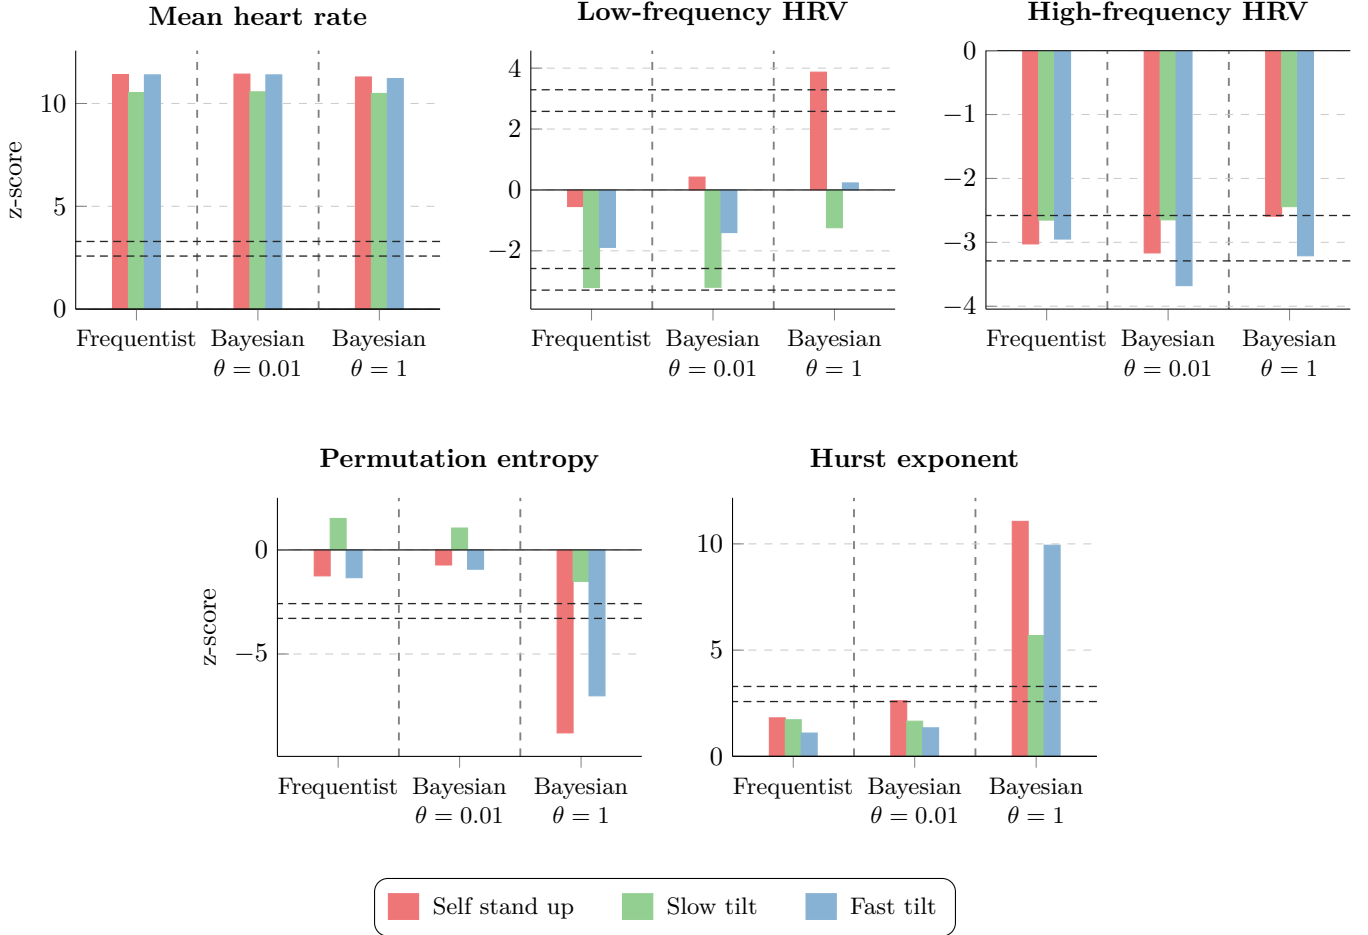 Mean heart rate
Low-frequency HRV
High-frequency HRV
z-score
10
5
0
Frequentist
Bayesian
θ = 0.01
Bayesian
θ = 1
4
2
0
−2
Frequentist
Bayesian
θ = 0.01
Bayesian
θ = 1
0
−1
−2
−3
−4
Frequentist
Bayesian
θ = 0.01
Bayesian
θ = 1
Permutation entropy
Hurst exponent
z-score
0
−5
Frequentist
Bayesian
θ = 0.01
Bayesian
θ = 1
10
5
0
Frequentist
Bayesian
θ = 0.01
Bayesian
θ = 1
Self stand up
Slow tilt
Fast tilt